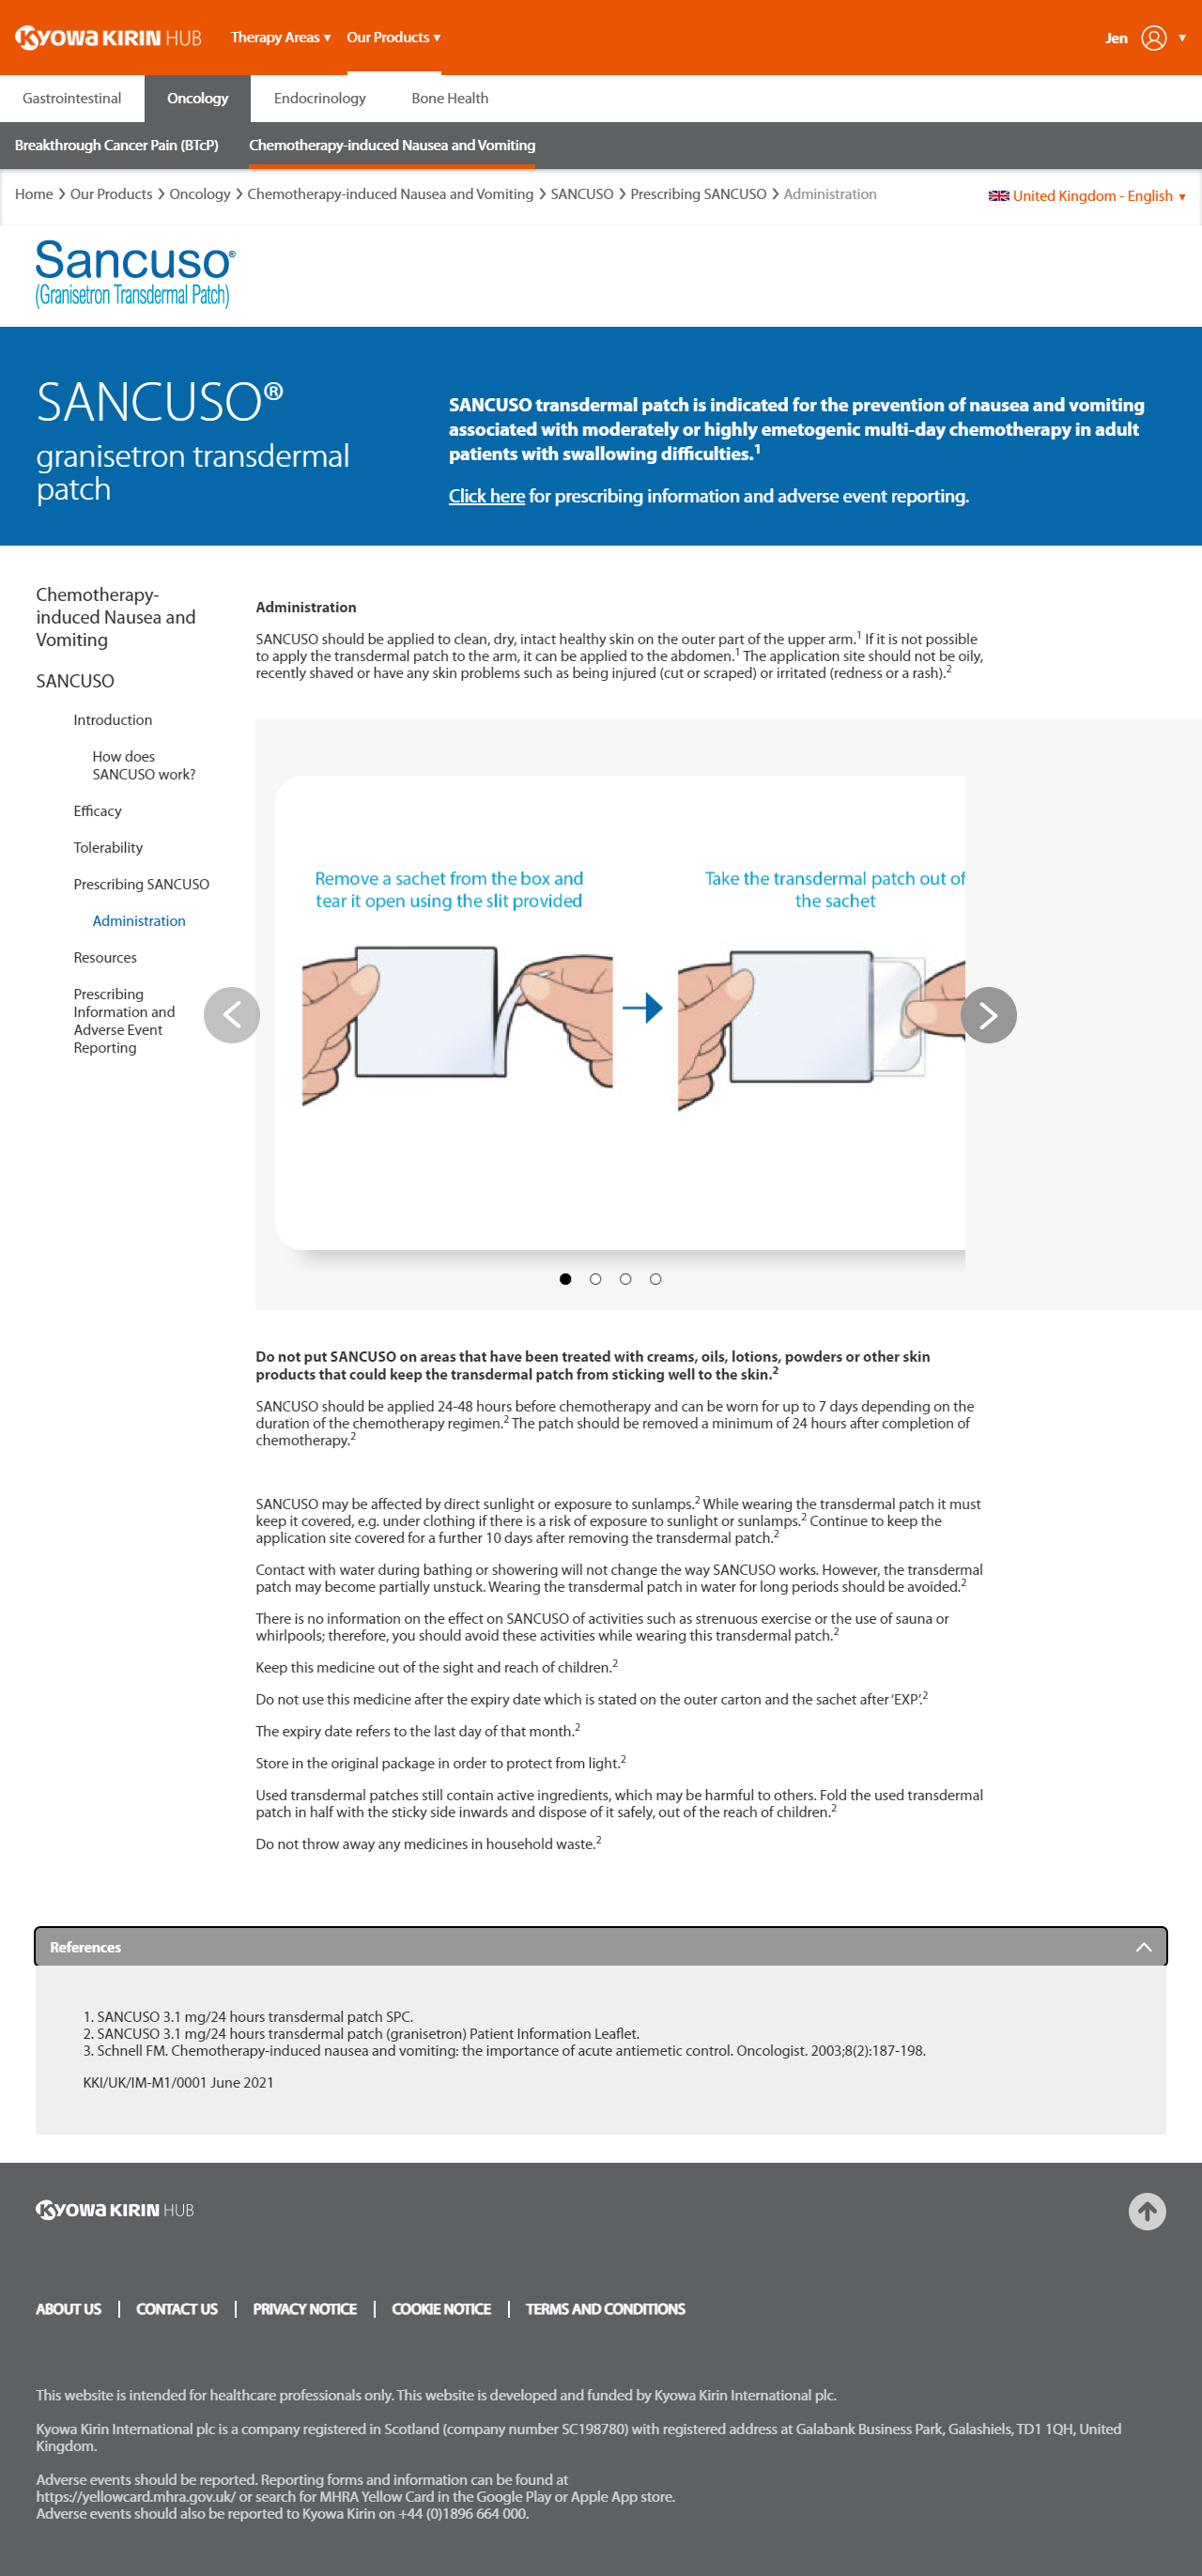 KYOWA KIRIN HUB
Therapy Areas ▼ Our Products ▼
Jen ▼
Gastrointestinal Oncology Endocrinology Bone Health
Breakthrough Cancer Pain (BTcP) Chemotherapy-induced Nausea and Vomiting
Home > Our Products > Oncology > Chemotherapy-induced Nausea and Vomiting > SANCUSO > Prescribing SANCUSO > Administration
United Kingdom - English ▼
Sancuso®
(Granisetron Transdermal Patch)
SANCUSO®
granisetron transdermal
patch
SANCUSO transdermal patch is indicated for the prevention of nausea and vomiting
associated with moderately or highly emetogenic multi-day chemotherapy in adult
patients with swallowing difficulties.1
Click here for prescribing information and adverse event reporting.
Chemotherapy-
induced Nausea and
Vomiting
SANCUSO
Introduction
How does
SANCUSO work?
Efficacy
Tolerability
Prescribing SANCUSO
Administration
Resources
Prescribing
Information and
Adverse Event
Reporting
Administration
SANCUSO should be applied to clean, dry, intact healthy skin on the outer part of the upper arm.1 If it is not possible
to apply the transdermal patch to the arm, it can be applied to the abdomen.1 The application site should not be oily,
recently shaved or have any skin problems such as being injured (cut or scraped) or irritated (redness or a rash).2
Remove a sachet from the box and
tear it open using the slit provided
Take the transdermal patch out of
the sachet
Do not put SANCUSO on areas that have been treated with creams, oils, lotions, powders or other skin
products that could keep the transdermal patch from sticking well to the skin.2
SANCUSO should be applied 24-48 hours before chemotherapy and can be worn for up to 7 days depending on the
duration of the chemotherapy regimen.2 The patch should be removed a minimum of 24 hours after completion of
chemotherapy.2
SANCUSO may be affected by direct sunlight or exposure to sunlamps.2 While wearing the transdermal patch it must
keep it covered, e.g. under clothing if there is a risk of exposure to sunlight or sunlamps.2 Continue to keep the
application site covered for a further 10 days after removing the transdermal patch.2
Contact with water during bathing or showering will not change the way SANCUSO works. However, the transdermal
patch may become partially unstuck. Wearing the transdermal patch in water for long periods should be avoided.2
There is no information on the effect on SANCUSO of activities such as strenuous exercise or the use of sauna or
whirlpools; therefore, you should avoid these activities while wearing this transdermal patch.2
Keep this medicine out of the sight and reach of children.2
Do not use this medicine after the expiry date which is stated on the outer carton and the sachet after ‘EXP’.2
The expiry date refers to the last day of that month.2
Store in the original package in order to protect from light.2
Used transdermal patches still contain active ingredients, which may be harmful to others. Fold the used transdermal
patch in half with the sticky side inwards and dispose of it safely, out of the reach of children.2
Do not throw away any medicines in household waste.2
References
1. SANCUSO 3.1 mg/24 hours transdermal patch SPC.
2. SANCUSO 3.1 mg/24 hours transdermal patch (granisetron) Patient Information Leaflet.
3. Schnell FM. Chemotherapy-induced nausea and vomiting: the importance of acute antiemetic control. Oncologist. 2003;8(2):187-198.
KKI/UK/IM-M1/0001 June 2021
KYOWA KIRIN HUB
ABOUT US | CONTACT US | PRIVACY NOTICE | COOKIE NOTICE | TERMS AND CONDITIONS
This website is intended for healthcare professionals only. This website is developed and funded by Kyowa Kirin International plc.
Kyowa Kirin International plc is a company registered in Scotland (company number SC198780) with registered address at Galabank Business Park, Galashiels, TD1 1QH, United
Kingdom.
Adverse events should be reported. Reporting forms and information can be found at
https://yellowcard.mhra.gov.uk/ or search for MHRA Yellow Card in the Google Play or Apple App store.
Adverse events should also be reported to Kyowa Kirin on +44 (0)1896 664 000.